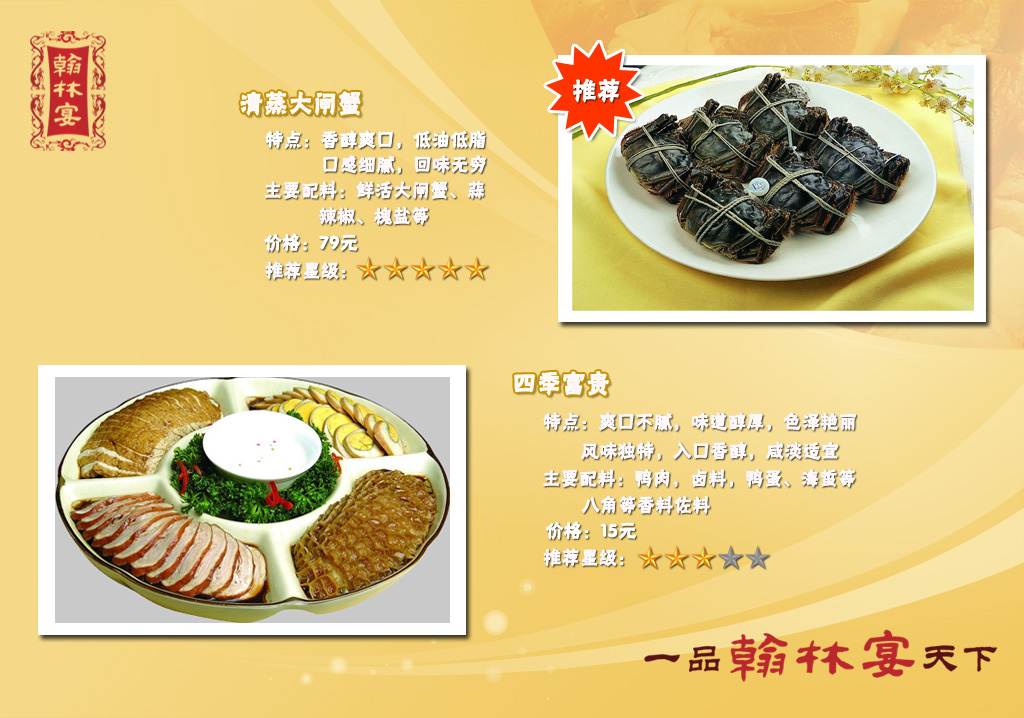 翰林宴
推荐
清蒸大闸蟹
特点：香醇爽口，低油低脂
口感细腻，回味无穷
主要配料：鲜活大闸蟹、蒜
辣椒、槐盐等
价格：79元
推荐星级：
四季富贵
特点：爽口不腻，味道醇厚，色泽艳丽
风味独特，入口香醇，咸淡适宜
主要配料：鸭肉，卤料，鸭蛋、海蜇等
八角等香料佐料
价格：15元
推荐星级：
一品翰林宴天下